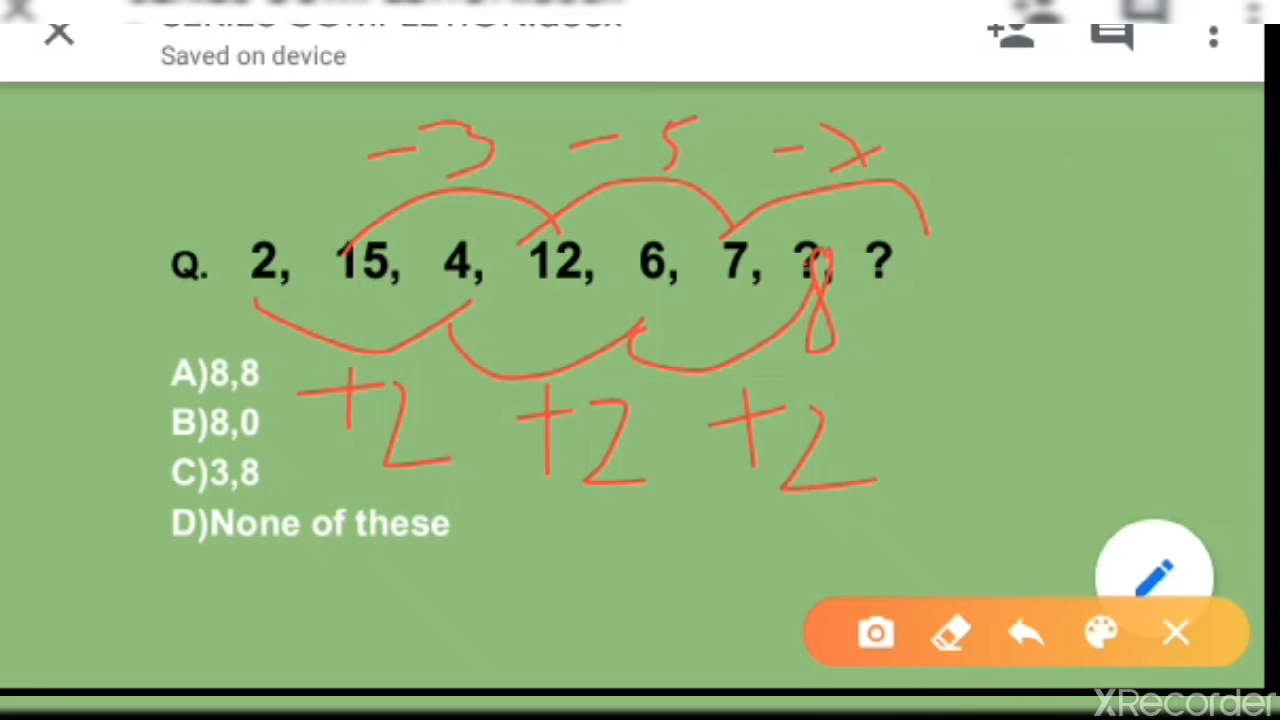 Saved on device
-3 -5 -7
Q. 2, 15, 4, 12, 6, 7, ?, ?
8
A)8,8
B)8,0
C)3,8
D)None of these
+2 +2 +2
XRecorder